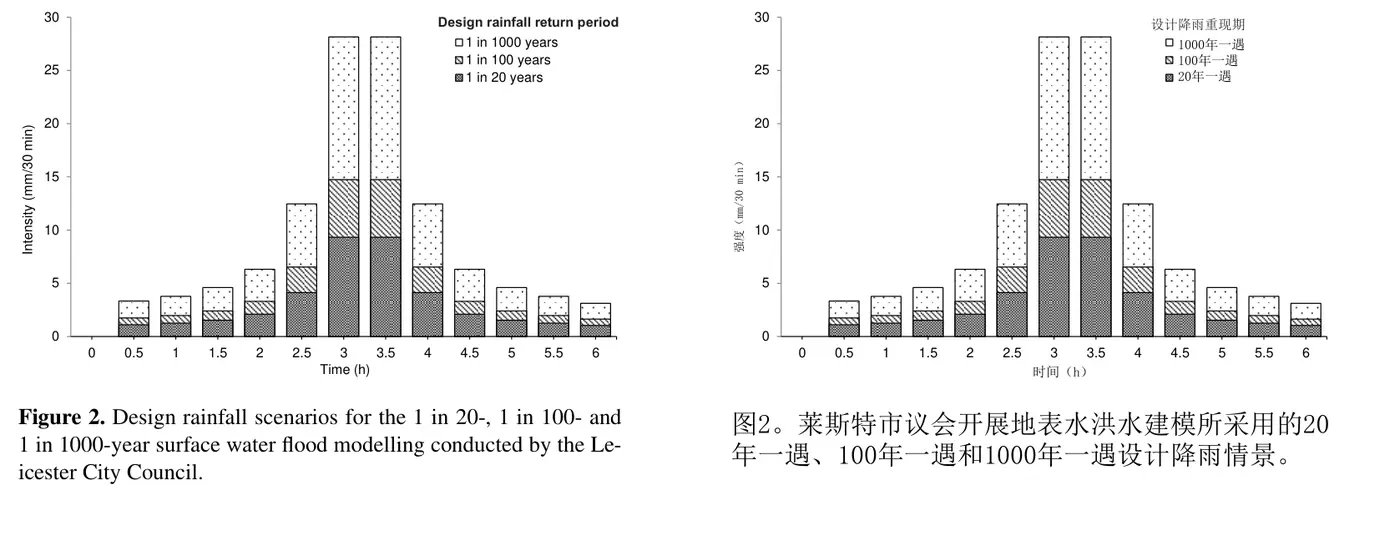 30
25
20
15
10
5
0
Intensity (mm/30 min)
Design rainfall return period
1 in 1000 years
1 in 100 years
1 in 20 years
0 0.5 1 1.5 2 2.5 3 3.5 4 4.5 5 5.5 6
Time (h)
Figure 2. Design rainfall scenarios for the 1 in 20-, 1 in 100- and
1 in 1000-year surface water flood modelling conducted by the Le-
icester City Council.
30
25
20
15
10
5
0
强度（mm/30 min）
设计降雨重现期
1000年一遇
100年一遇
20年一遇
0 0.5 1 1.5 2 2.5 3 3.5 4 4.5 5 5.5 6
时间（h）
图2。莱斯特市议会开展地表水洪水建模所采用的20
年一遇、100年一遇和1000年一遇设计降雨情景。